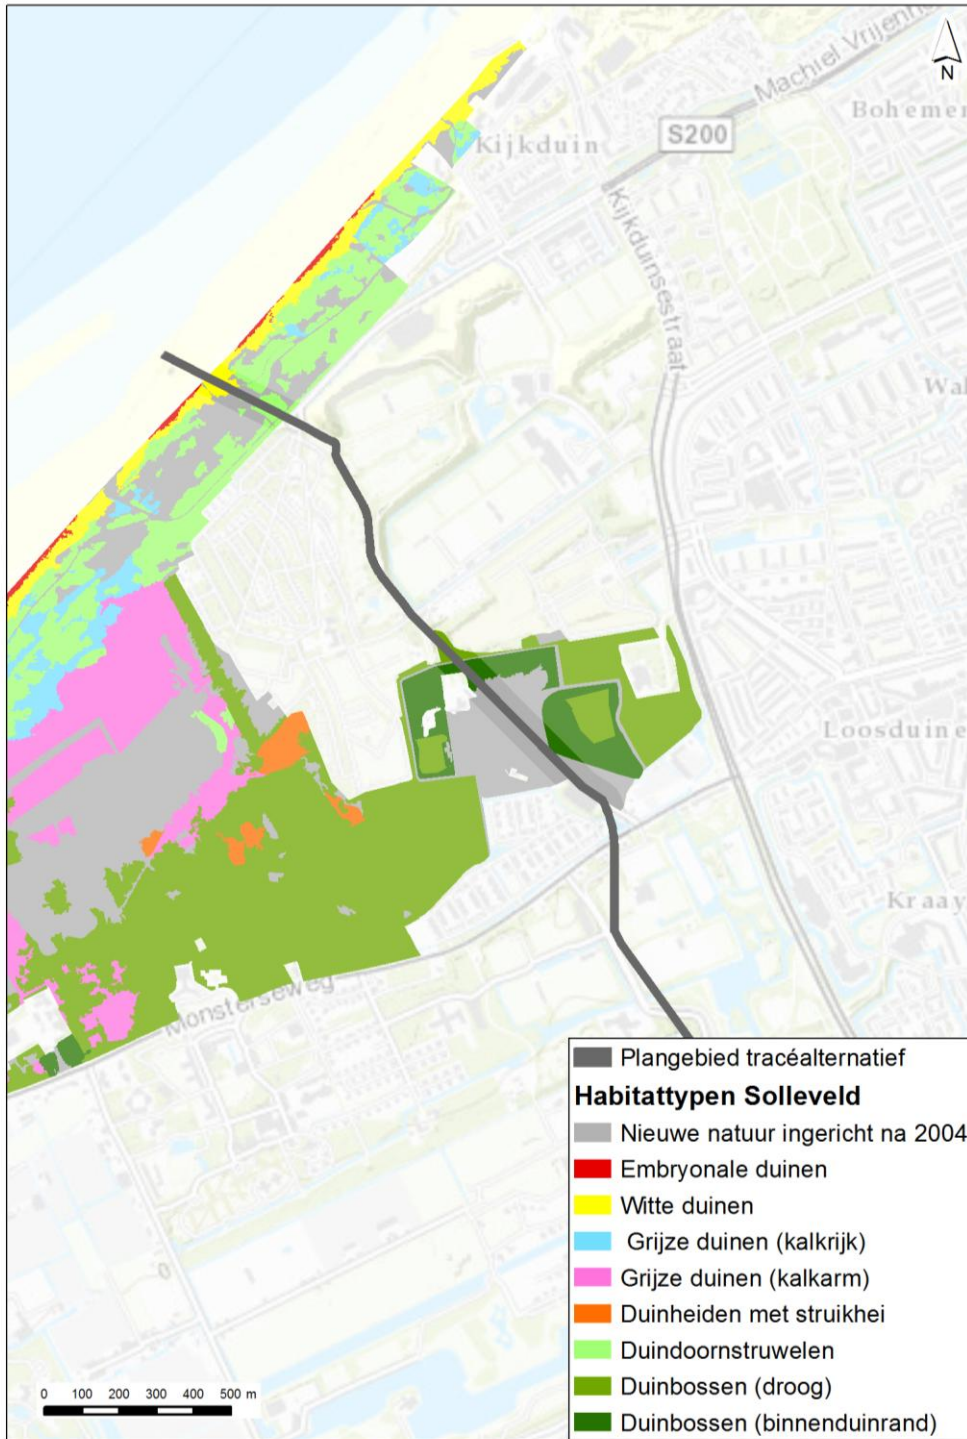 N
Machiel Vrijenh
Bohemer
S200
Kijkduin
Kijkduinsestraat
Wal
Loosduine
Kraay
Monsterseweg
0 100 200 300 400 500 m
Plangebied tracéalternatief
Habitattypen Solleveld
Nieuwe natuur ingericht na 2004
Embryonale duinen
Witte duinen
Grijze duinen (kalkrijk)
Grijze duinen (kalkarm)
Duinheiden met struikhei
Duindoornstruwelen
Duinbossen (droog)
Duinbossen (binnenduinrand)